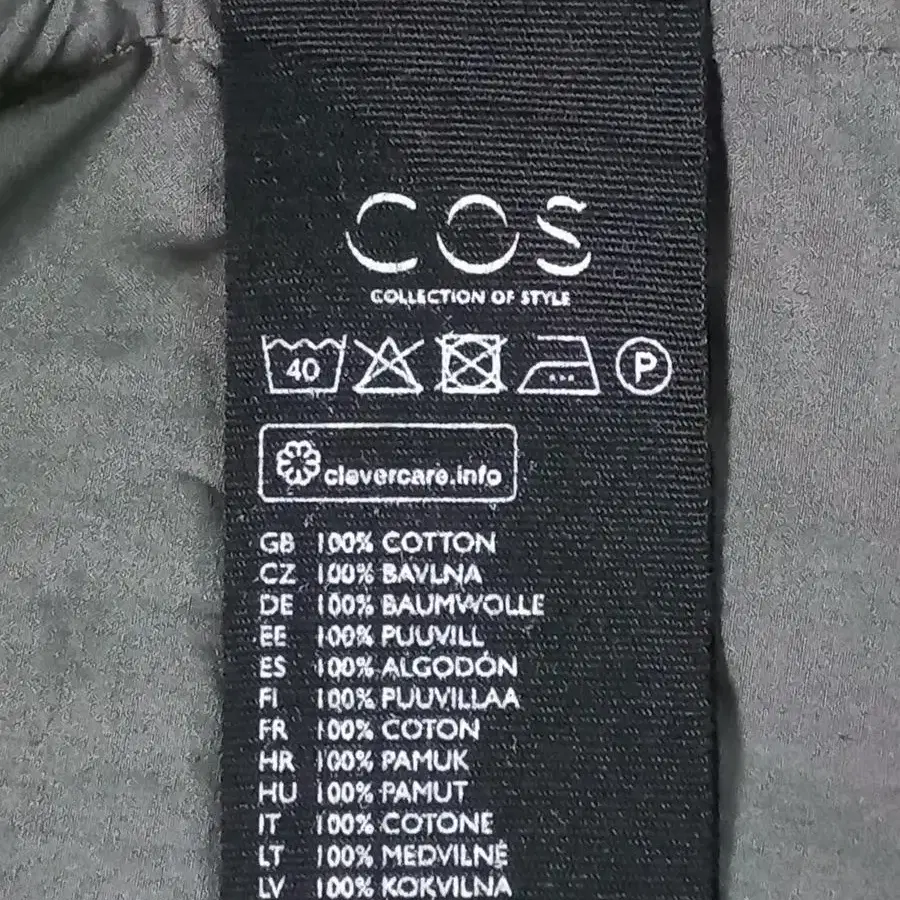 COS
COLLECTION OF STYLE
40 P
clevercare.info
GB 100% COTTON
CZ 100% BAVLNA
DE 100% BAUMWOLLE
EE 100% PUUVILL
ES 100% ALGODÓN
FI 100% PUUVILLAA
FR 100% COTON
HR 100% PAMUK
HU 100% PAMUT
IT 100% COTONE
LT 100% MEDVILNĖ
LV 100% KOKVILNA